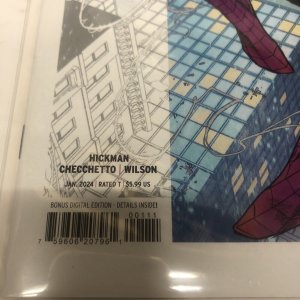 HICKMAN
CHECCHETTO | WILSON
JAN. 2024 | RATED T | $5.99 US
BONUS DIGITAL EDITION - DETAILS INSIDE!
00111
7 59606 20796 1